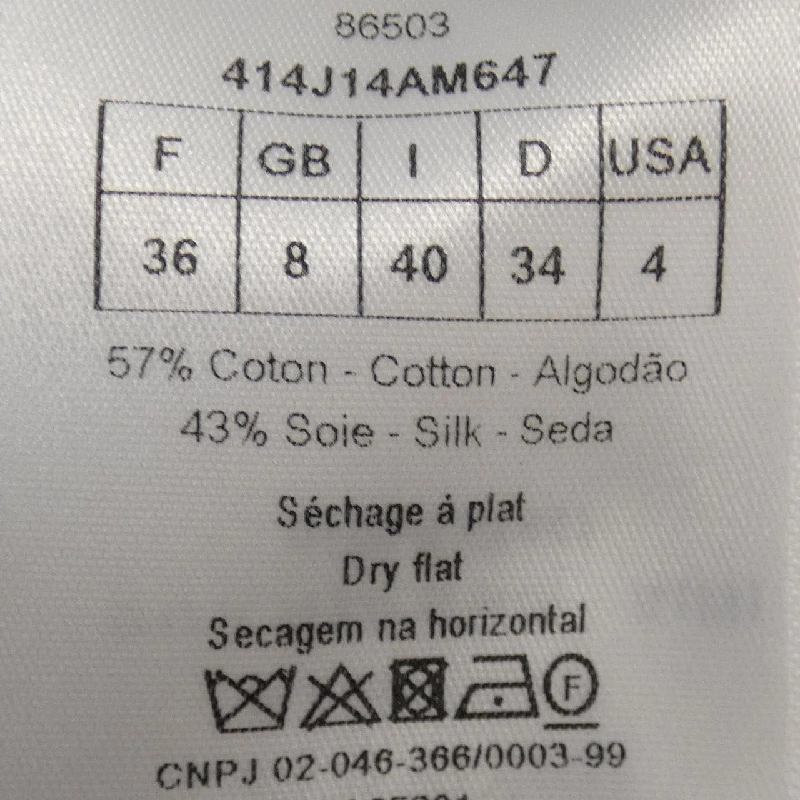 86503
414J14AM647
F GB I D USA
36 8 40 34 4
57% Coton - Cotton - Algodão
43% Soie - Silk - Seda
Séchage á plat
Dry flat
Secagem na horizontal
F
CNPJ 02-046-366/0003-99